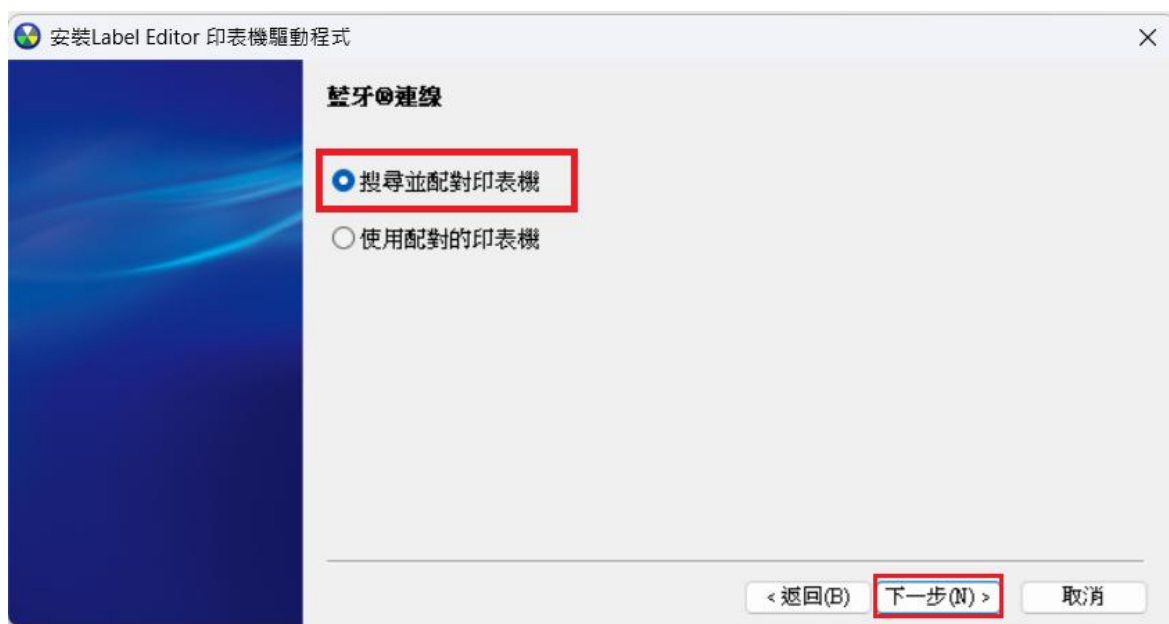 安裝Label Editor 印表機驅動程式
藍牙®連線
搜尋並配對印表機
使用配對的印表機
< 返回(B) 下一步(N) > 取消